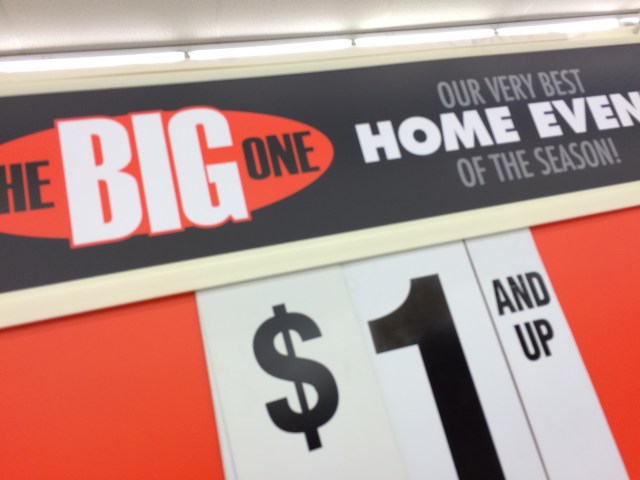 HE BIG ONE
OUR VERY BEST
HOME EVEN
OF THE SEASON!
$1 AND
UP